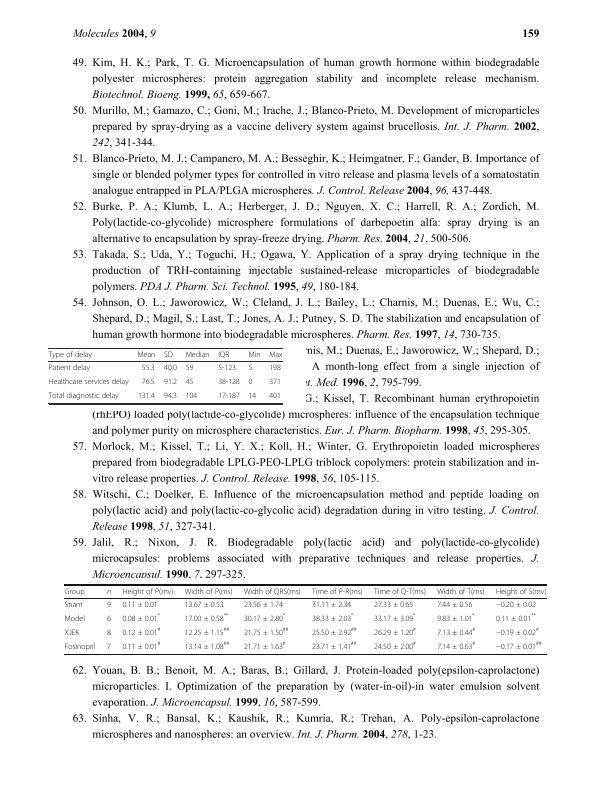 Molecules 2004, 9 159
49. Kim, H. K.; Park, T. G. Microencapsulation of human growth hormone within biodegradable
polyester microspheres: protein aggregation stability and incomplete release mechanism.
Biotechnol. Bioeng. 1999, 65, 659-667.
50. Murillo, M.; Gamazo, C.; Goni, M.; Irache, J.; Blanco-Prieto, M. Development of microparticles
prepared by spray-drying as a vaccine delivery system against brucellosis. Int. J. Pharm. 2002,
242, 341-344.
51. Blanco-Prieto, M. J.; Campanero, M. A.; Besseghir, K.; Heimgatner, F.; Gander, B. Importance of
single or blended polymer types for controlled in vitro release and plasma levels of a somatostatin
analogue entrapped in PLA/PLGA microspheres. J. Control. Release 2004, 96, 437-448.
52. Burke, P. A.; Klumb, L. A.; Herberger, J. D.; Nguyen, X. C.; Harrell, R. A.; Zordich, M.
Poly(lactide-co-glycolide) microsphere formulations of darbepoetin alfa: spray drying is an
alternative to encapsulation by spray-freeze drying. Pharm. Res. 2004, 21, 500-506.
53. Takada, S.; Uda, Y.; Toguchi, H.; Ogawa, Y. Application of a spray drying technique in the
production of TRH-containing injectable sustained-release microparticles of biodegradable
polymers. PDA J. Pharm. Sci. Technol. 1995, 49, 180-184.
54. Johnson, O. L.; Jaworowicz, W.; Cleland, J. L.; Bailey, L.; Charnis, M.; Duenas, E.; Wu, C.;
Shepard, D.; Magil, S.; Last, T.; Jones, A. J.; Putney, S. D. The stabilization and encapsulation of
human growth hormone into biodegradable microspheres. Pharm. Res. 1997, 14, 730-735.
Type of delay Mean SD Median IQR Min Max
Patient delay 55.3 40.0 59 5-123 5 198
Healthcare services delay 76.5 91.2 45 38-128 0 371
Total diagnostic delay 131.4 94.3 104 17-187 14 401
nis, M.; Duenas, E.; Jaworowicz, W.; Shepard, D.;
A month-long effect from a single injection of
t. Med. 1996, 2, 795-799.
G.; Kissel, T. Recombinant human erythropoietin
(rhEPO) loaded poly(lactide-co-glycolide) microspheres: influence of the encapsulation technique
and polymer purity on microsphere characteristics. Eur. J. Pharm. Biopharm. 1998, 45, 295-305.
57. Morlock, M.; Kissel, T.; Li, Y. X.; Koll, H.; Winter, G. Erythropoietin loaded microspheres
prepared from biodegradable LPLG-PEO-LPLG triblock copolymers: protein stabilization and in-
vitro release properties. J. Control. Release. 1998, 56, 105-115.
58. Witschi, C.; Doelker, E. Influence of the microencapsulation method and peptide loading on
poly(lactic acid) and poly(lactic-co-glycolic acid) degradation during in vitro testing. J. Control.
Release 1998, 51, 327-341.
59. Jalil, R.; Nixon, J. R. Biodegradable poly(lactic acid) and poly(lactide-co-glycolide)
microcapsules: problems associated with preparative techniques and release properties. J.
Microencapsul. 1990, 7, 297-325.
Group n Height of P(mv) Width of P(ms) Width of QRS(ms) Time of P-R(ms) Time of Q-T(ms) Width of T(ms) Height of S(mv)
Sham 9 0.11 ± 0.01 13.67 ± 0.53 23.56 ± 1.74 31.11 ± 2.34 27.33 ± 0.65 7.44 ± 0.56 −0.20 ± 0.02
Model 6 0.08 ± 0.01* 17.00 ± 0.58** 30.17 ± 2.80* 38.33 ± 2.03* 33.17 ± 3.09* 9.83 ± 1.01* 0.11 ± 0.01**
XJEK 8 0.12 ± 0.01# 12.25 ± 1.15## 21.75 ± 1.50## 25.50 ± 2.92## 26.29 ± 1.20# 7.13 ± 0.44# −0.19 ± 0.02#
Fosinopril 7 0.11 ± 0.01# 13.14 ± 1.08## 21.71 ± 1.63# 23.71 ± 1.41## 24.50 ± 2.00# 7.14 ± 0.63# −0.17 ± 0.01##
62. Youan, B. B.; Benoit, M. A.; Baras, B.; Gillard, J. Protein-loaded poly(epsilon-caprolactone)
microparticles. I. Optimization of the preparation by (water-in-oil)-in water emulsion solvent
evaporation. J. Microencapsul. 1999, 16, 587-599.
63. Sinha, V. R.; Bansal, K.; Kaushik, R.; Kumria, R.; Trehan, A. Poly-epsilon-caprolactone
microspheres and nanospheres: an overview. Int. J. Pharm. 2004, 278, 1-23.